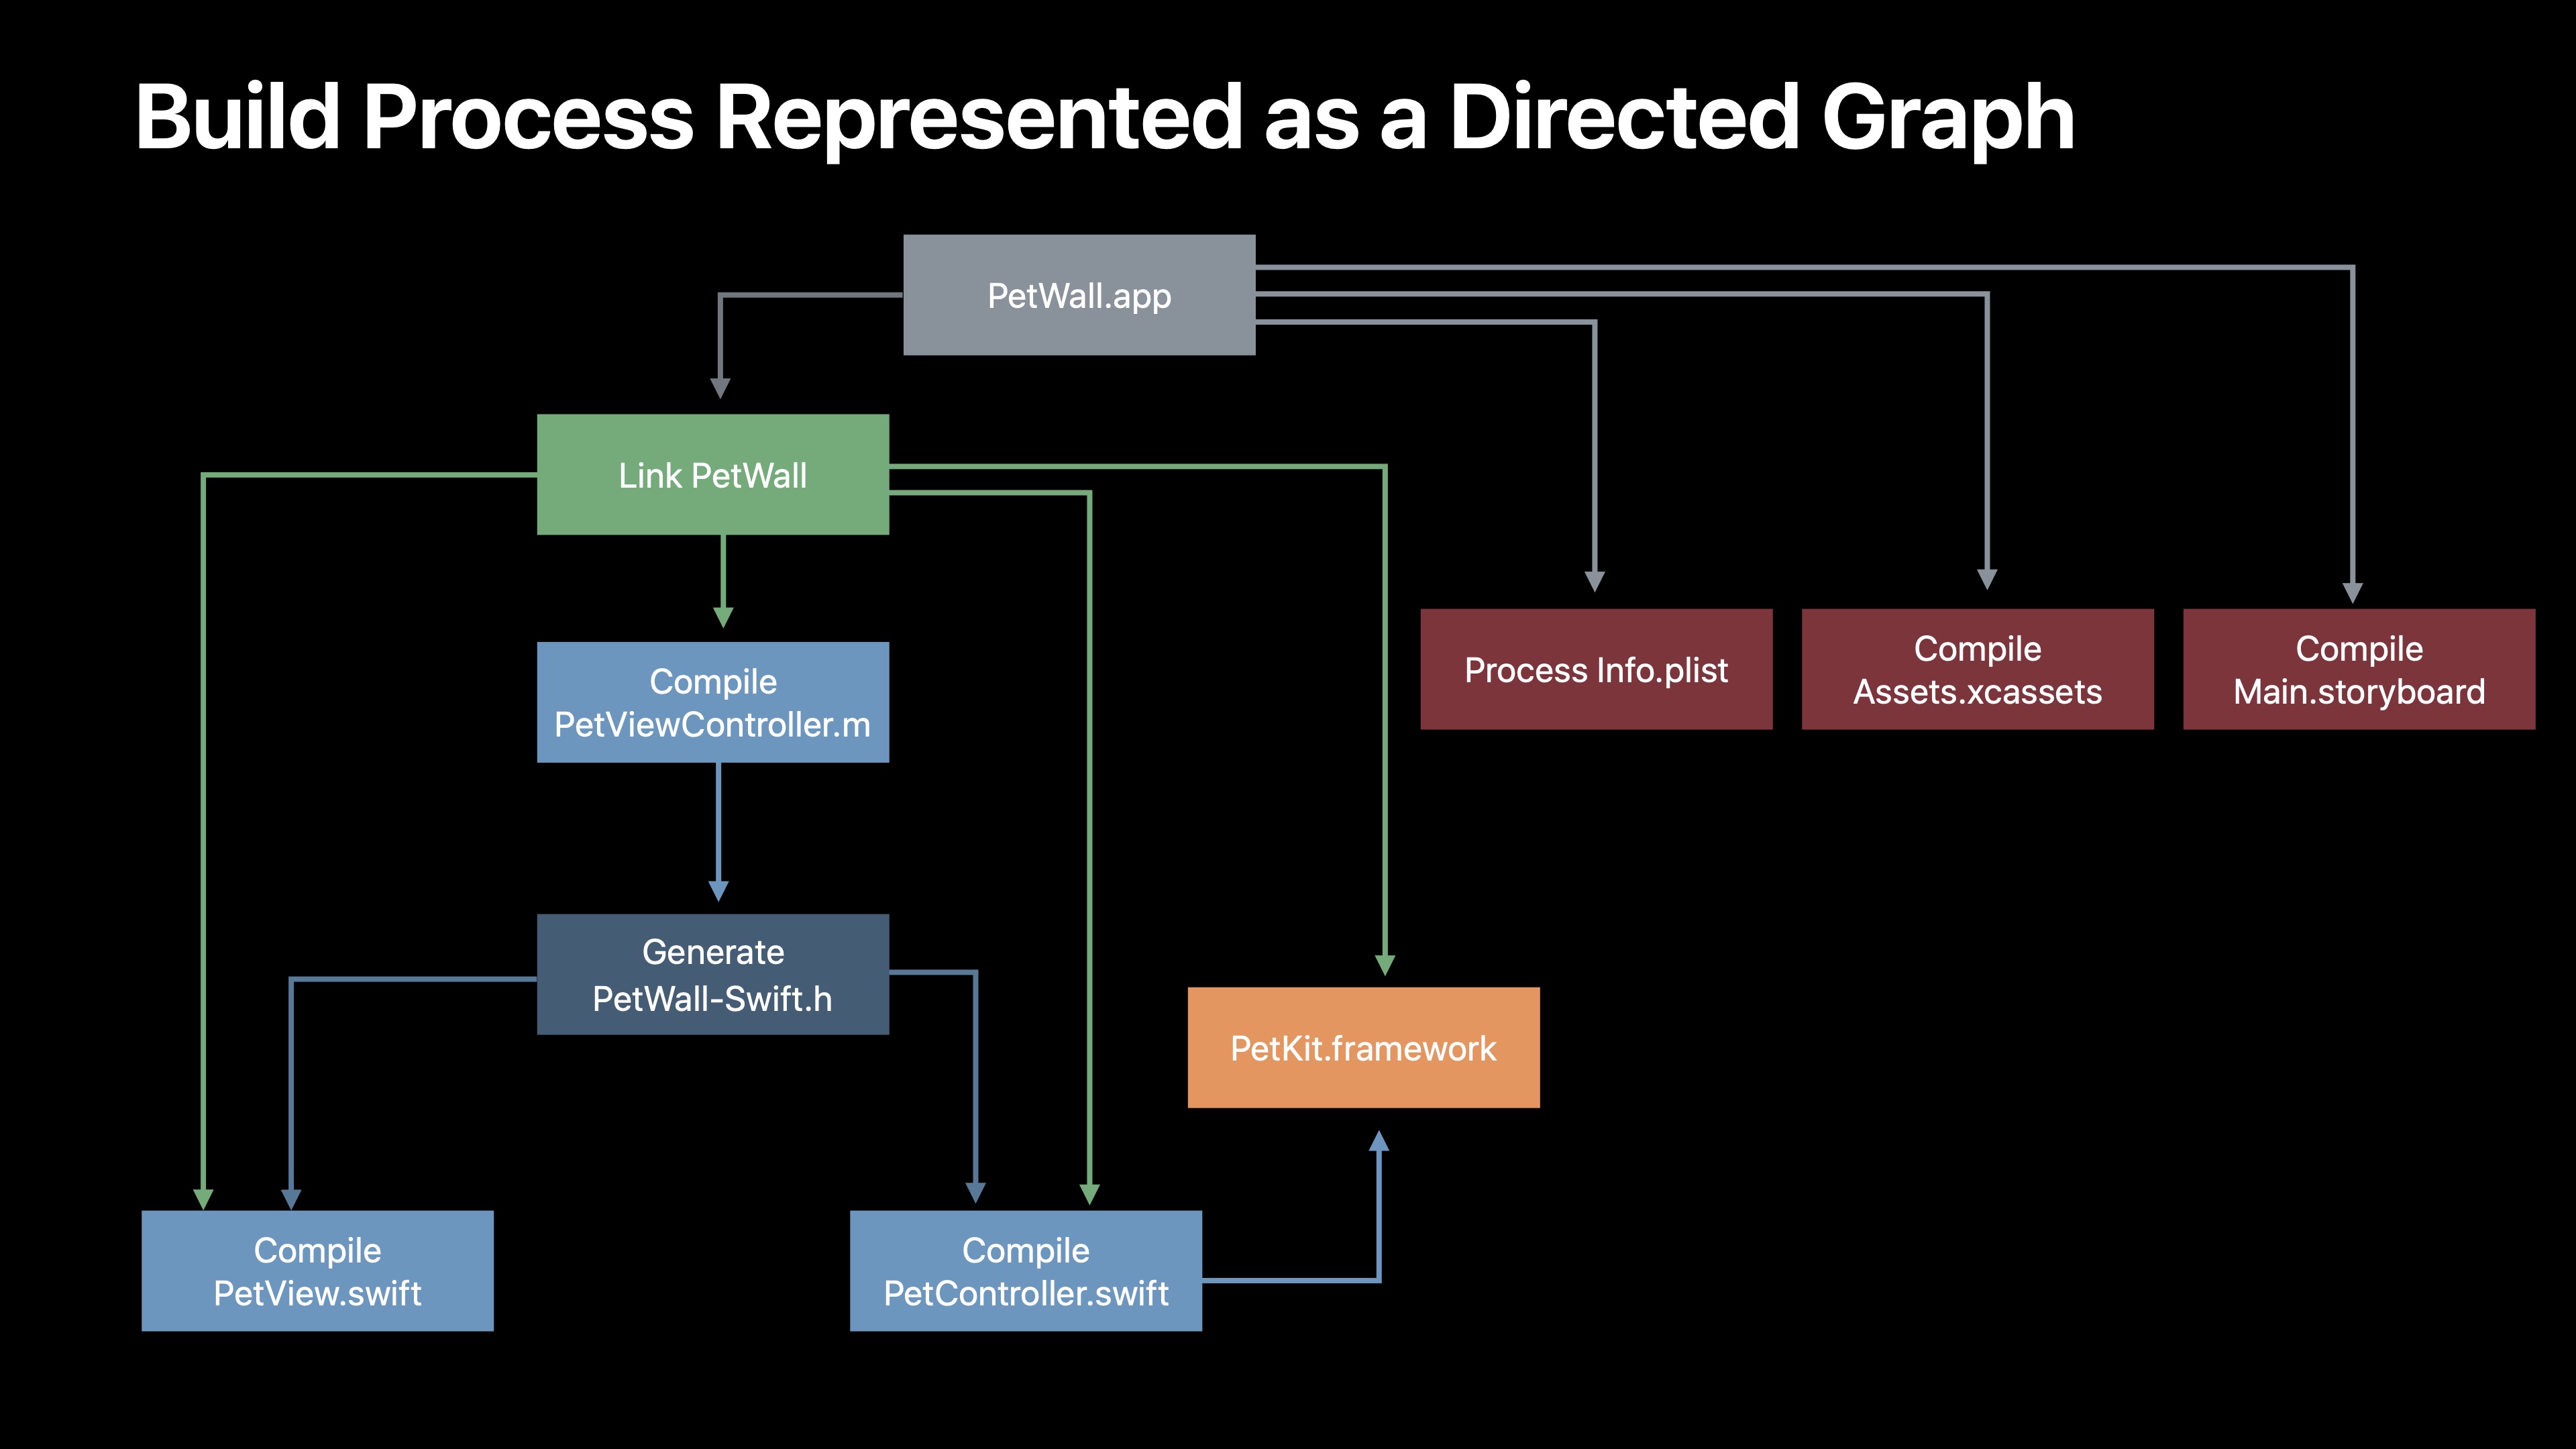 Build Process Represented as a Directed Graph
PetWall.app
Link PetWall
Compile
PetViewController.m
Process Info.plist
Compile
Assets.xcassets
Compile
Main.storyboard
Generate
PetWall-Swift.h
PetKit.framework
Compile
PetView.swift
Compile
PetController.swift